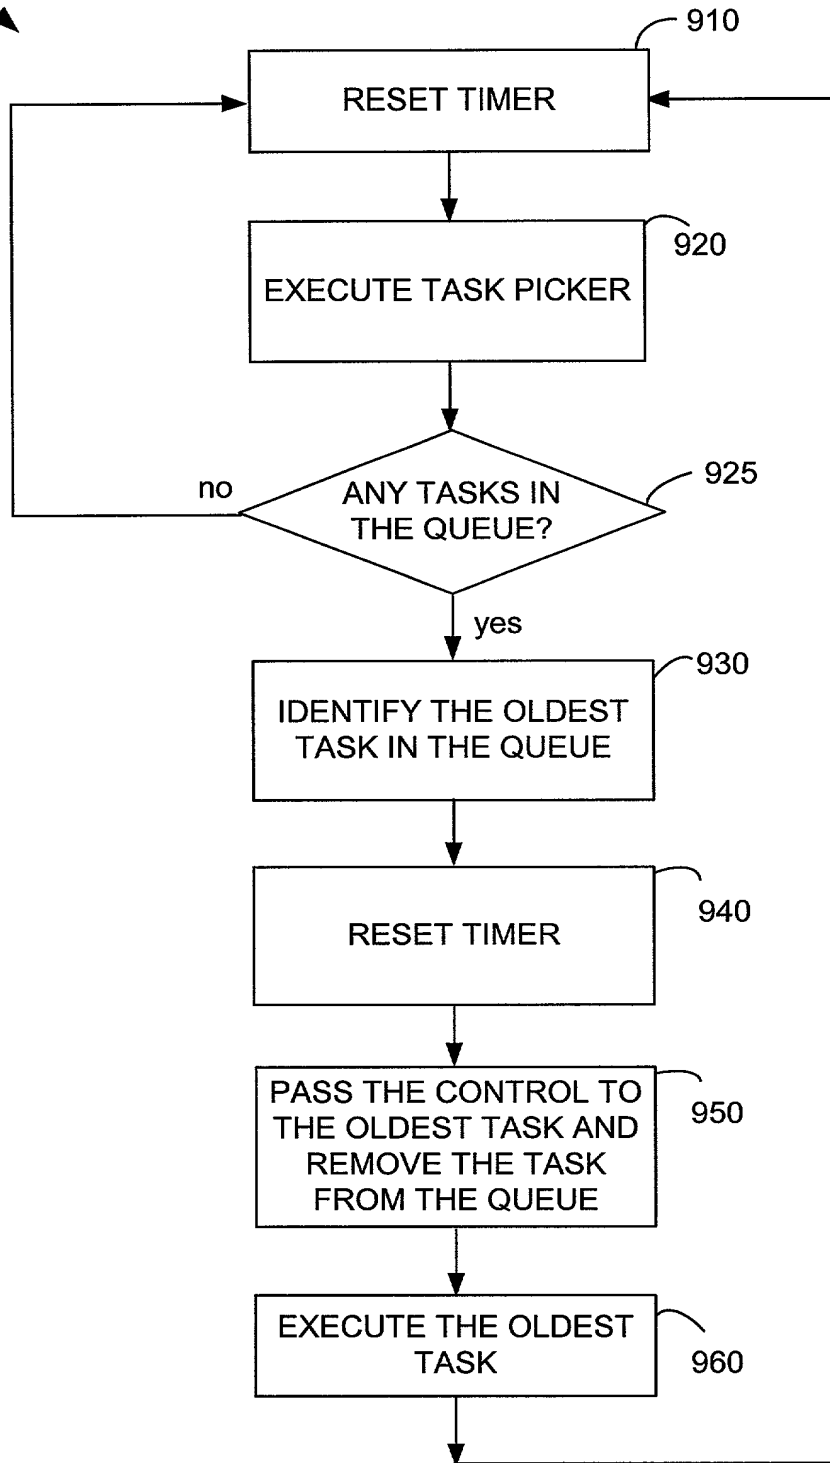 910
RESET TIMER
920
EXECUTE TASK PICKER
no
ANY TASKS IN
THE QUEUE?
925
yes
930
IDENTIFY THE OLDEST
TASK IN THE QUEUE
940
RESET TIMER
PASS THE CONTROL TO
THE OLDEST TASK AND
REMOVE THE TASK
FROM THE QUEUE
950
EXECUTE THE OLDEST
TASK
960